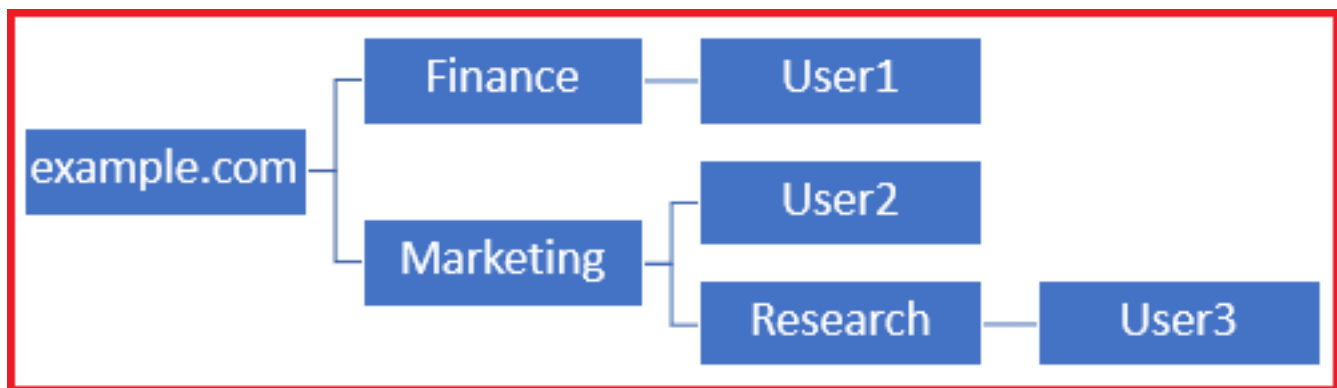 example.com
Finance
User1
Marketing
User2
Research
User3